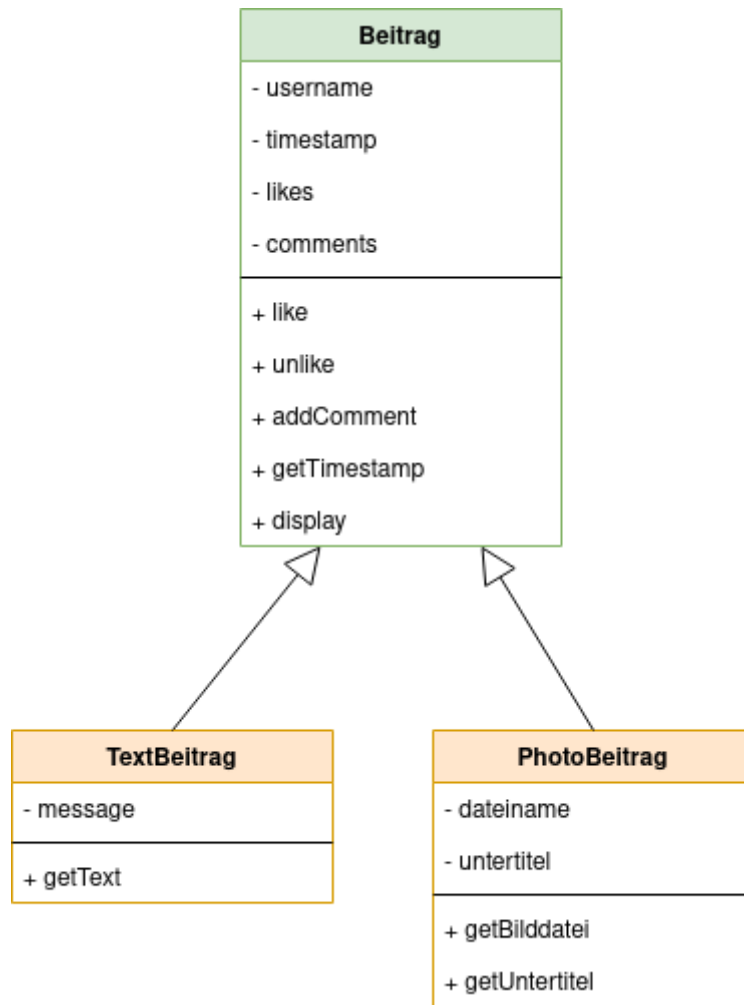 Beitrag
- username
- timestamp
- likes
- comments
+ like
+ unlike
+ addComment
+ getTimestamp
+ display
TextBeitrag
- message
+ getText
PhotoBeitrag
- dateiname
- untertitel
+ getBilddatei
+ getUntertitel